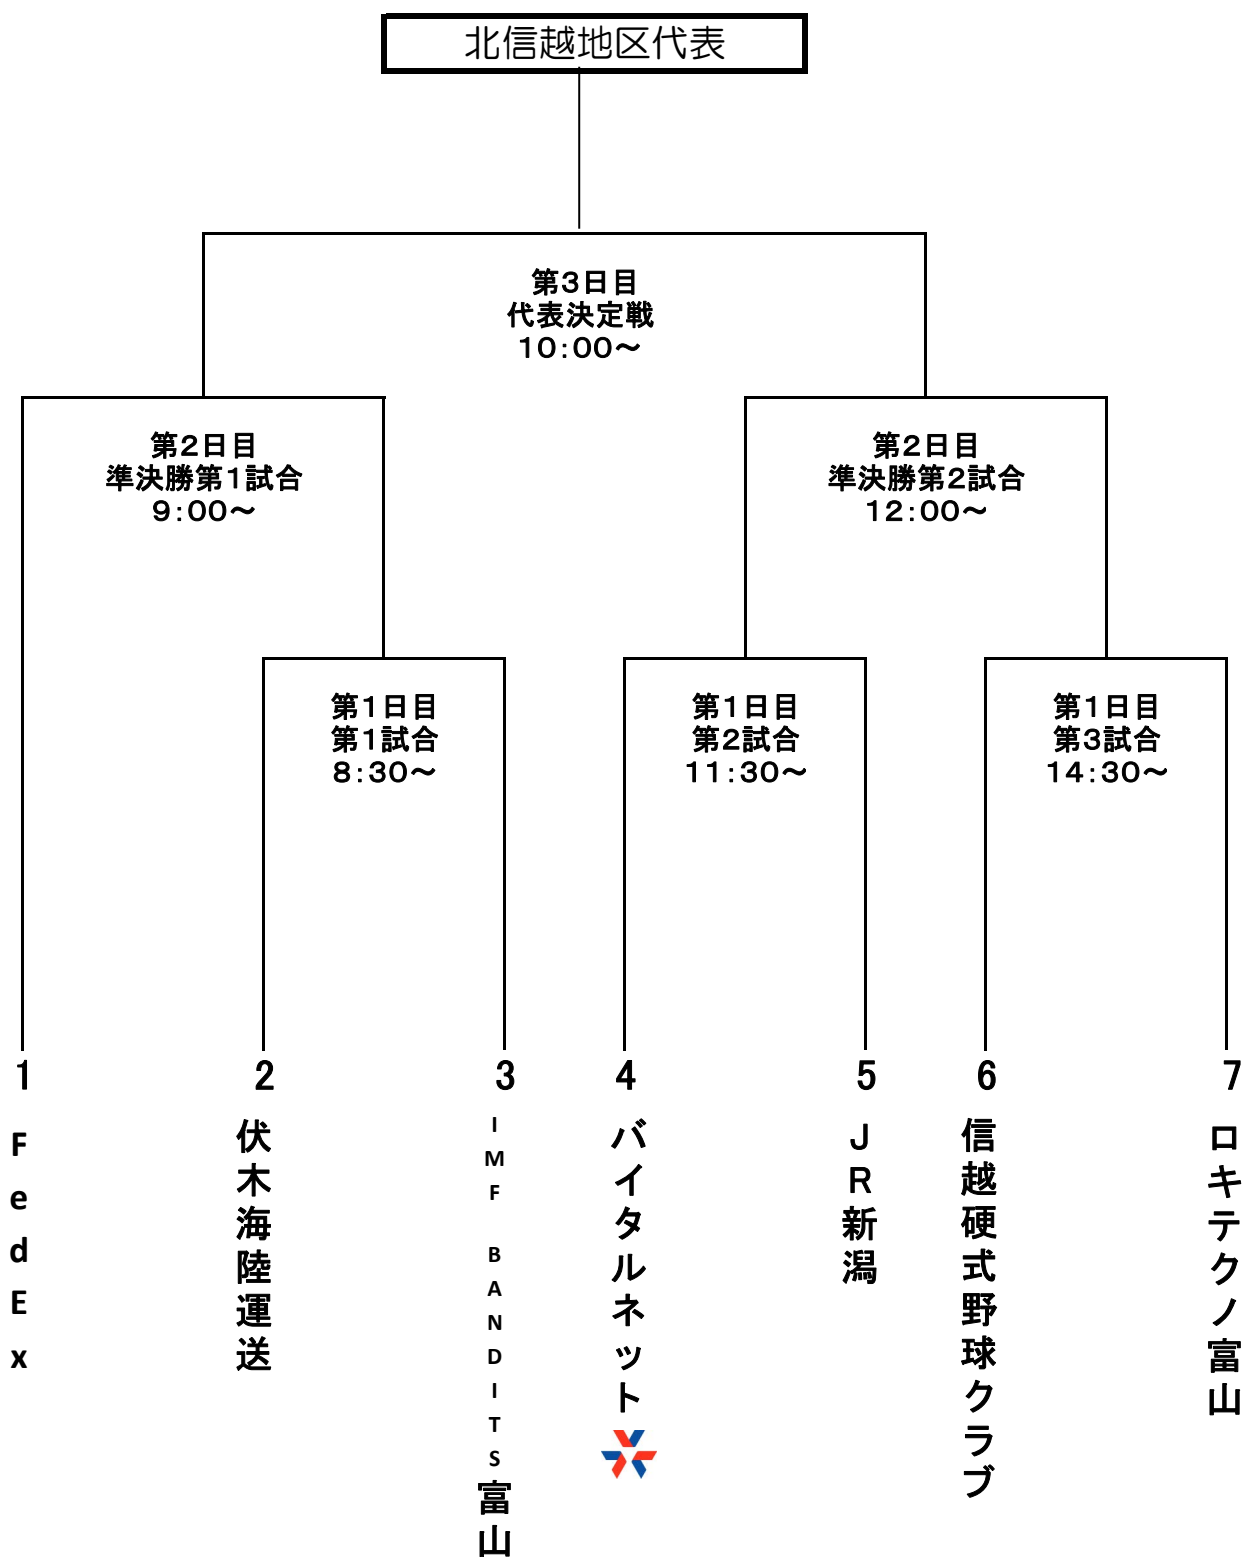 北信越地区代表
第3日目
代表決定戦
10:00～
第2日目
準決勝第1試合
9:00～
第2日目
準決勝第2試合
12:00～
第1日目
第1試合
8:30～
第1日目
第2試合
11:30～
第1日目
第3試合
14:30～
1
FedEx
2
伏木海陸運送
3
IMF BANDITS富山
4
バイタルネット
5
JR新潟
6
信越硬式野球クラブ
7
ロキテクノ富山